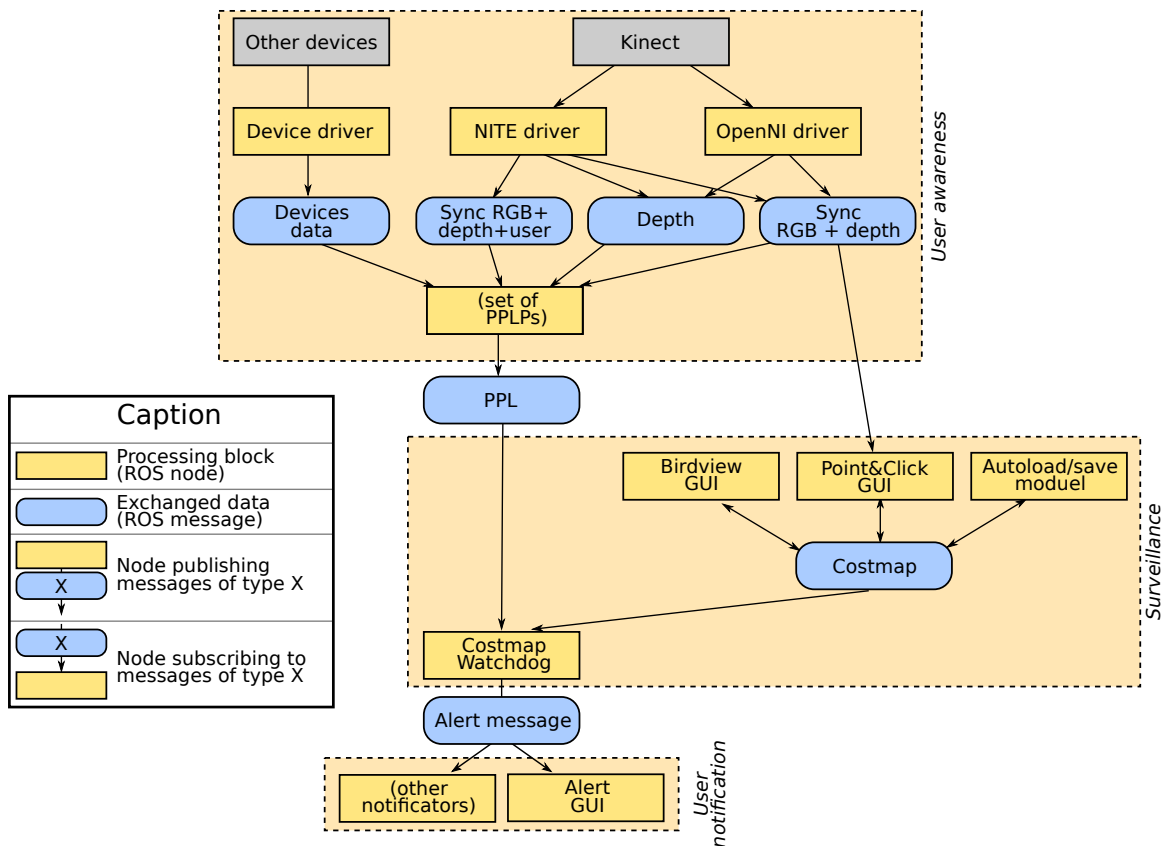 Other devices
Kinect
Device driver
NITE driver
OpenNI driver
User awareness
Devices
data
Sync RGB+
depth+user
Depth
Sync
RGB + depth
(set of
PPLPs)
PPL
Caption
Processing block
(ROS node)
Exchanged data
(ROS message)
X
Node publishing
messages of type X
X
Node subscribing to
messages of type X
Birdview
GUI
Point&Click
GUI
Autoload/save
moduel
Surveillance
Costmap
Costmap
Watchdog
Alert message
(other
notificators)
Alert
GUI
User
notification